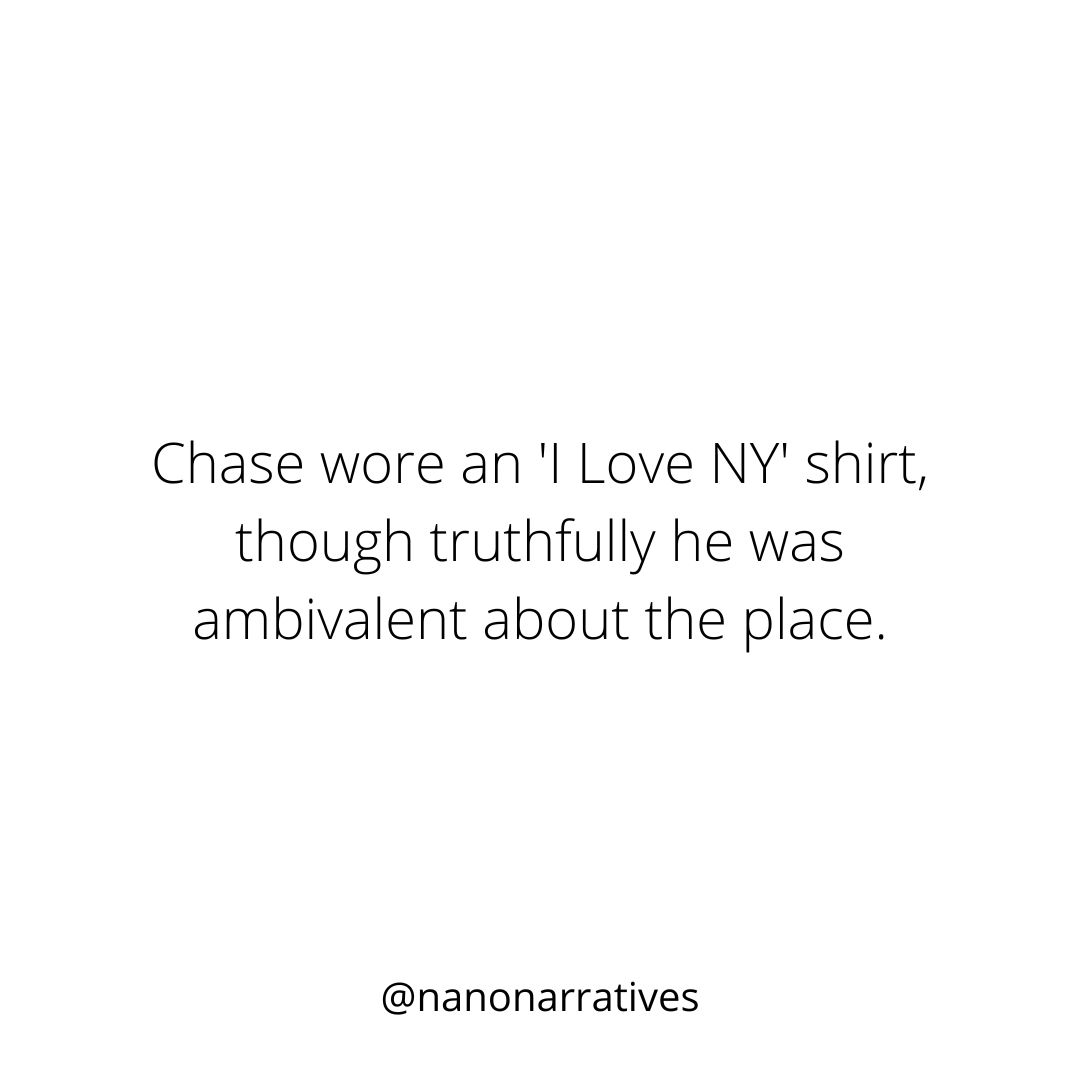 Chase wore an 'I Love NY' shirt,
though truthfully he was
ambivalent about the place.
@nanonarratives